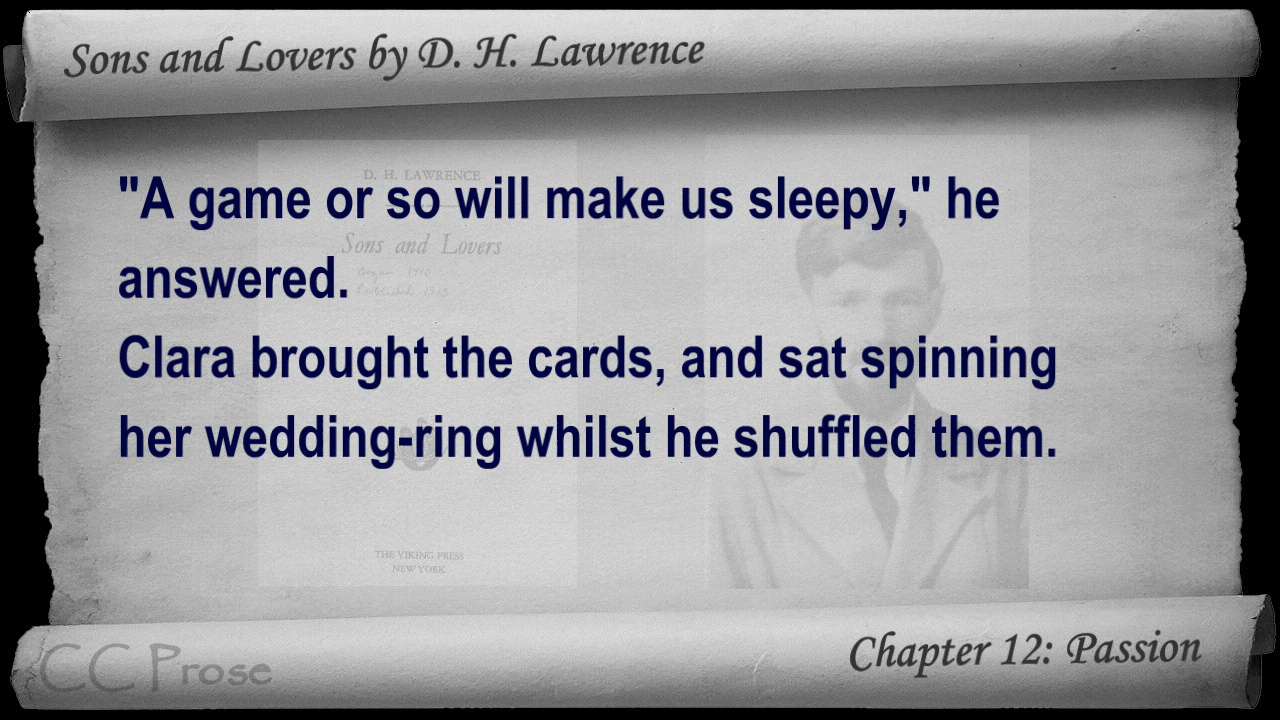 Sons and Lovers by D. H. Lawrence
D. H. LAWRENCE
"A game or so will make us sleepy," he
Sons and Lovers
answered.
Clara brought the cards, and sat spinning
her wedding-ring whilst he shuffled them.
THE VIKING PRESS
NEW YORK
CC Prose
Chapter 12: Passion